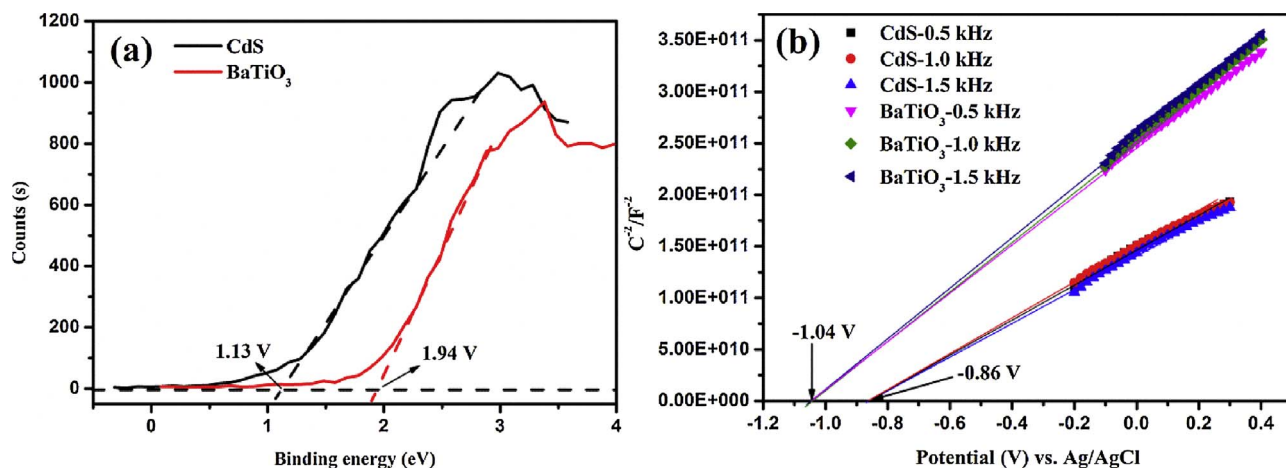 (a)
CdS
BaTiO3
1200
1000
800
600
400
200
0
Counts (s)
1.13 V
1.94 V
0 1 2 3 4
Binding energy (eV)
(b)
CdS-0.5 kHz
CdS-1.0 kHz
CdS-1.5 kHz
BaTiO3-0.5 kHz
BaTiO3-1.0 kHz
BaTiO3-1.5 kHz
3.50E+011
3.00E+011
2.50E+011
2.00E+011
1.50E+011
1.00E+011
5.00E+010
0.00E+000
C-2/F-2
-1.04 V
-0.86 V
-1.2 -1.0 -0.8 -0.6 -0.4 -0.2 0.0 0.2 0.4
Potential (V) vs. Ag/AgCl